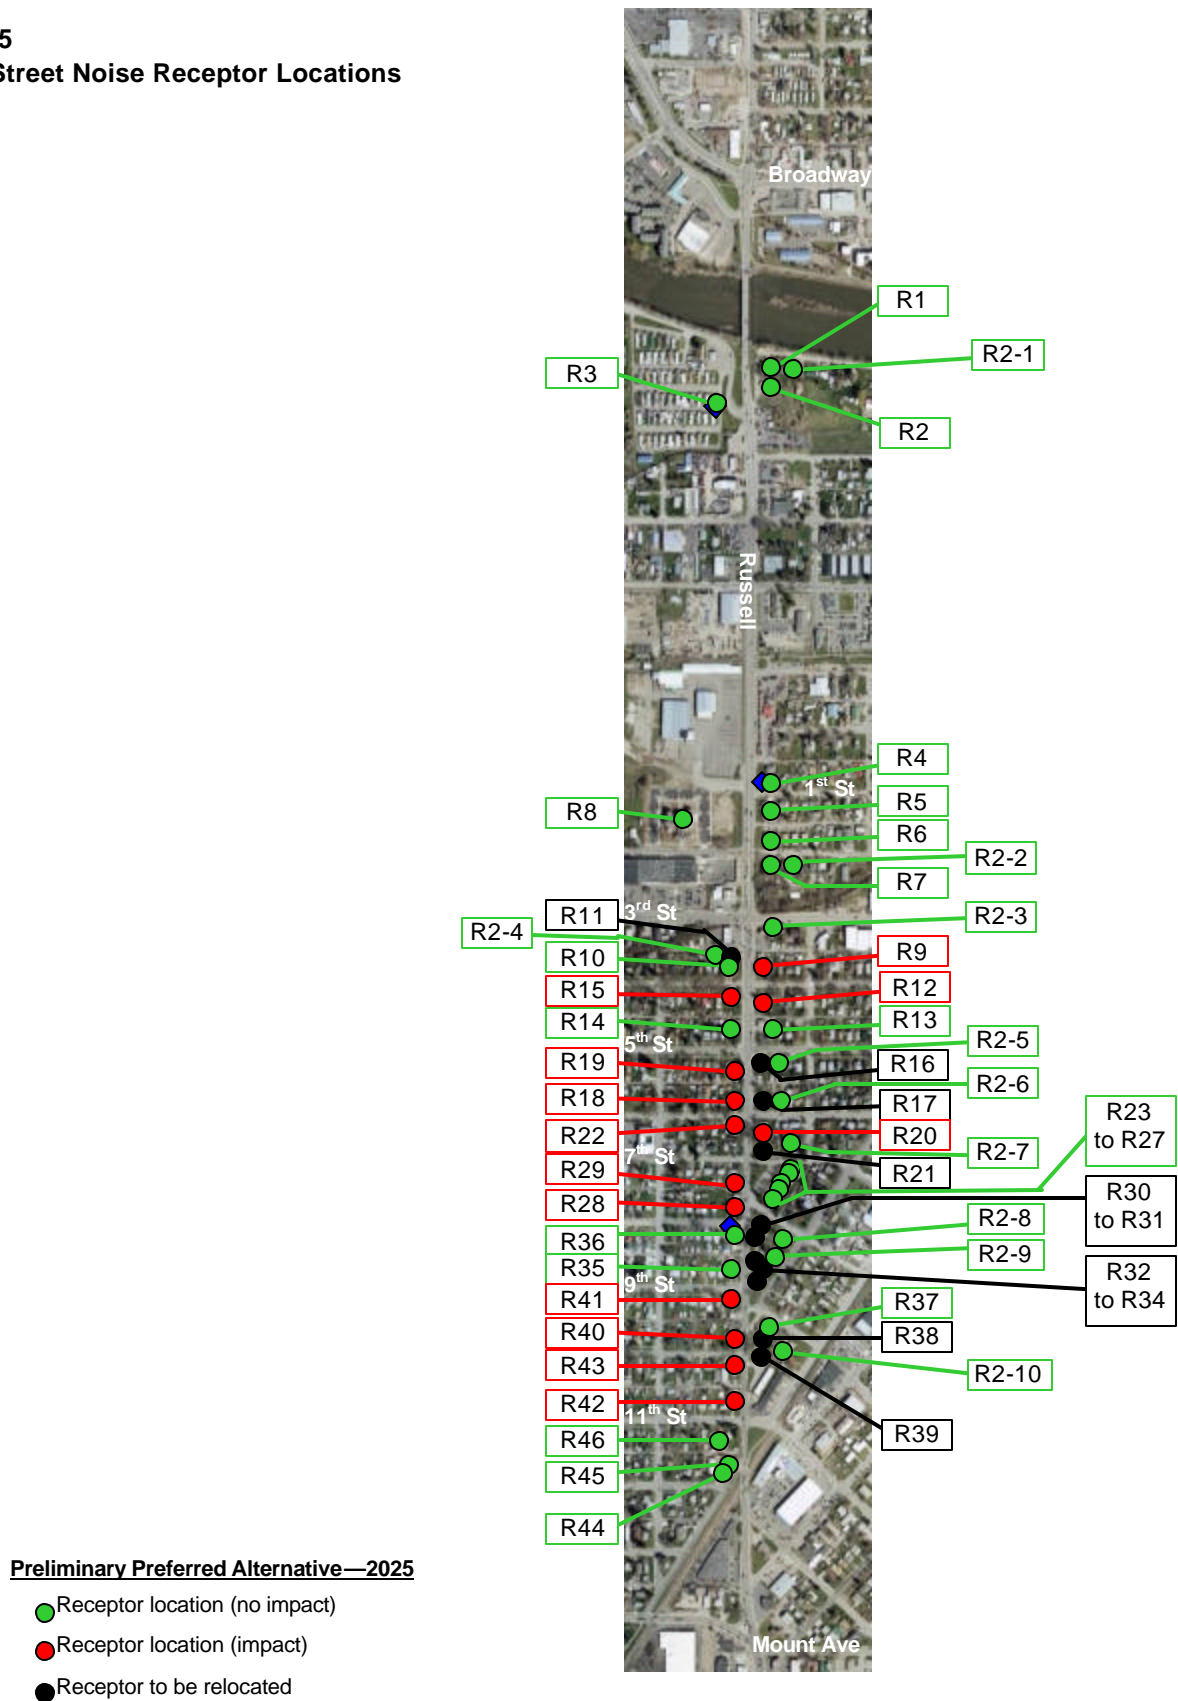 5
Street Noise Receptor Locations
Broadway
R1
R2-1
R3
R2
Russell
R4
1st St
R5
R8
R6
R2-2
R7
R11
3rd St
R2-3
R2-4
R10
R9
R15
R12
R14
R13
5th St
R2-5
R19
R16
R18
R2-6
R17
R22
R20
R23
to R27
7th St
R2-7
R29
R21
R28
R30
to R31
R36
R2-8
R35
R2-9
9th St
R32
to R34
R41
R37
R40
R38
R43
R2-10
R42
11th St
R39
R46
R45
R44
Preliminary Preferred Alternative—2025
Receptor location (no impact)
Receptor location (impact)
Mount Ave
Receptor to be relocated